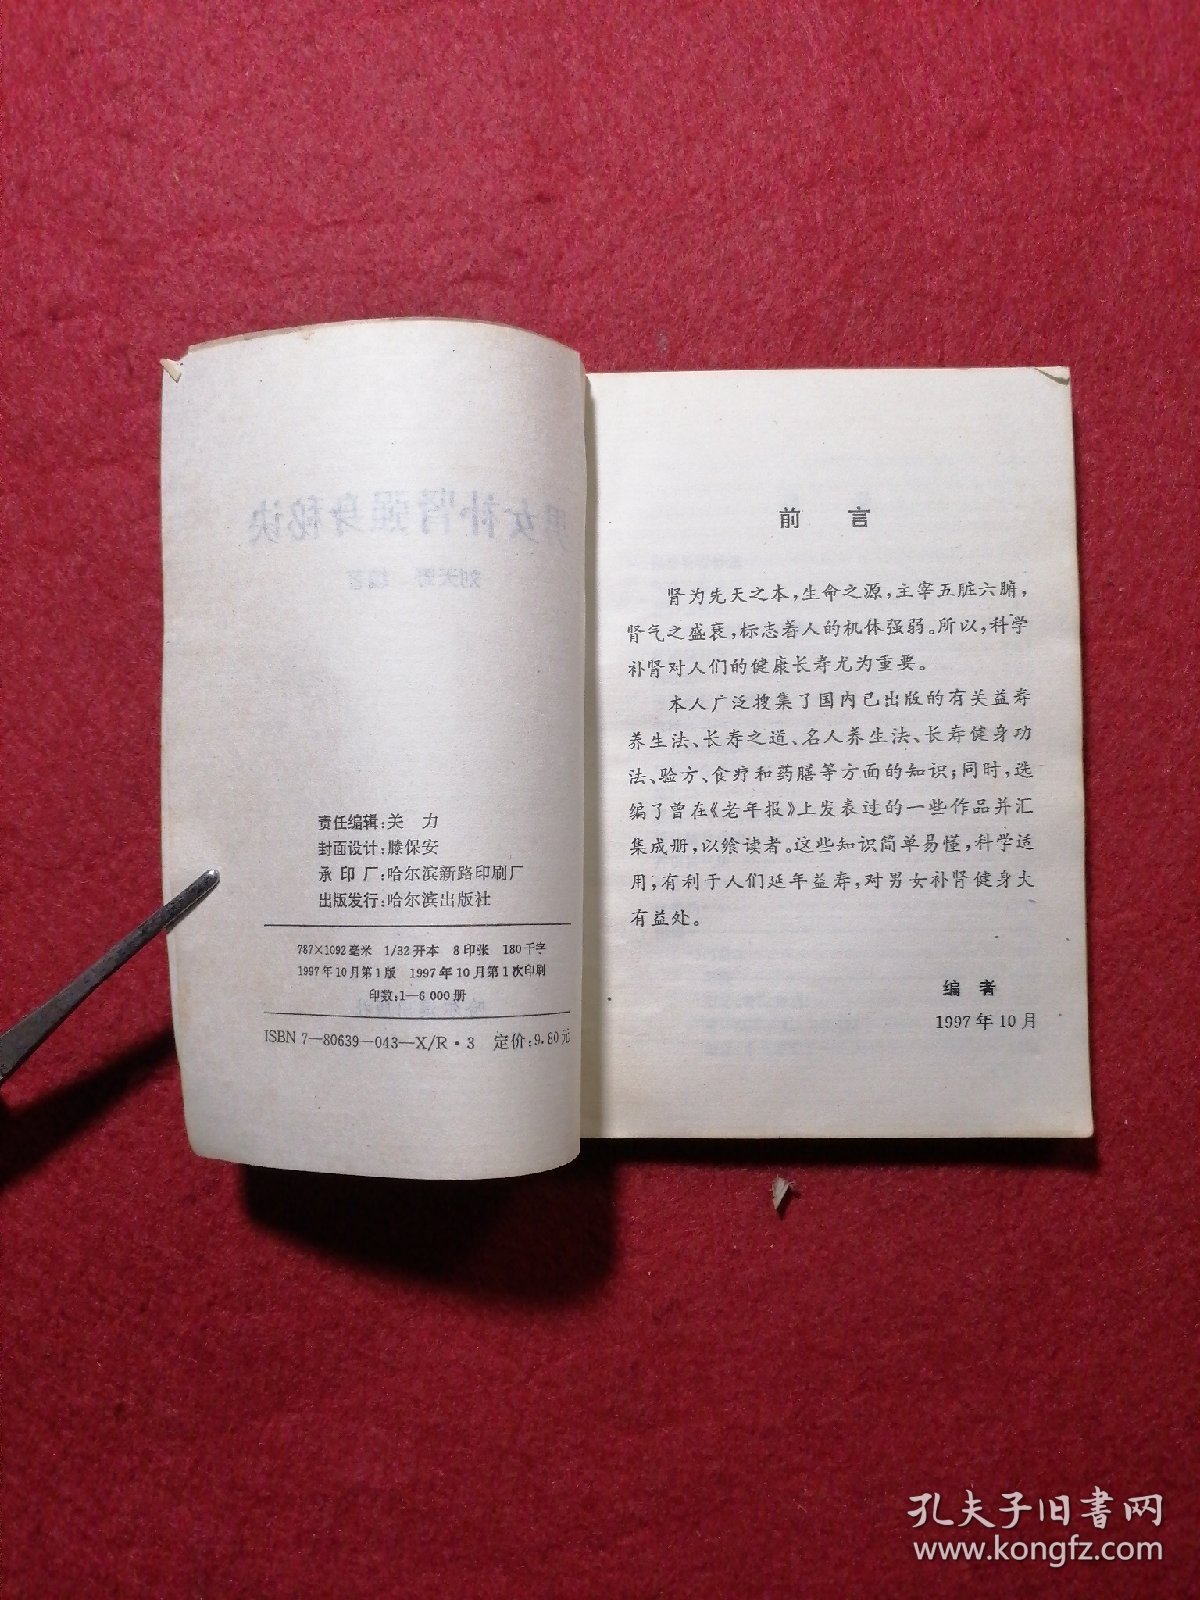 责任编辑:关　力
封面设计:滕保安
承 印 厂:哈尔滨新路印刷厂
出版发行:哈尔滨出版社
787×1092毫米　1/32开本　8印张　180千字
1997年10月第1版　1997年10月第1次印刷
印数:1—6 000册
ISBN 7—80639—043—X/R·3　定价:9.80元
前　言
肾为先天之本,生命之源,主宰五脏六腑,
肾气之盛衰,标志着人的机体强弱。所以,科学
补肾对人们的健康长寿尤为重要。
本人广泛搜集了国内已出版的有关益寿
养生法、长寿之道、名人养生法、长寿健身功
法、验方、食疗和药膳等方面的知识;同时,选
编了曾在《老年报》上发表过的一些作品并汇
集成册,以飨读者。这些知识简单易懂,科学适
用,有利于人们延年益寿,对男女补肾健身大
有益处。
编 者
1997年10月
孔夫子旧书网
www.kongfz.com